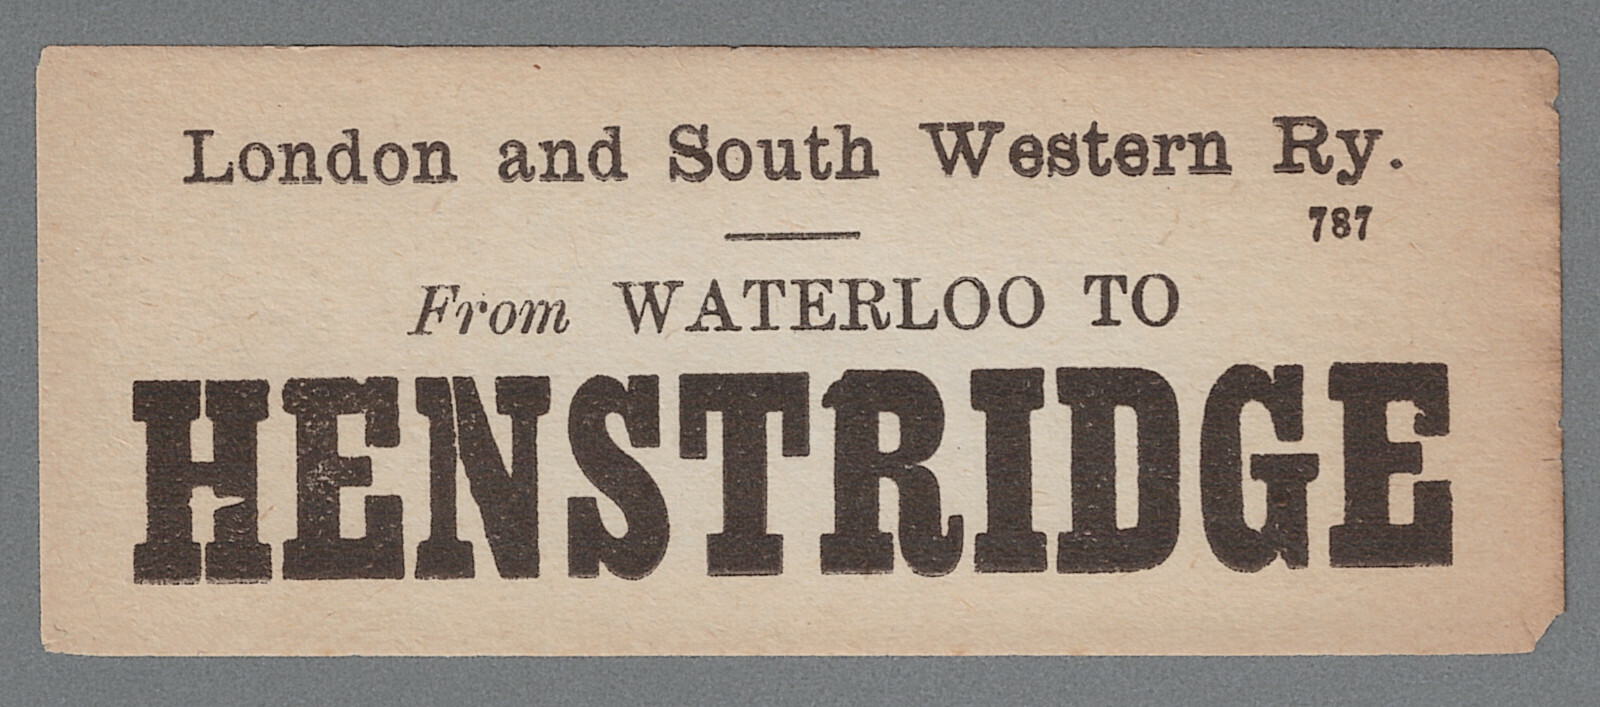 London and South Western Ry.
787
From WATERLOO TO
HENSTRIDGE